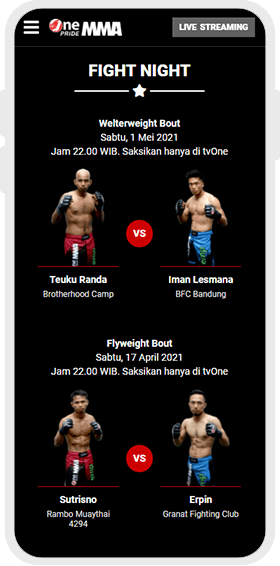 One PRIDE MMA
LIVE STREAMING
FIGHT NIGHT
Welterweight Bout
Sabtu, 1 Mei 2021
Jam 22.00 WIB. Saksikan hanya di tvOne
VS
Teuku Randa
Iman Lesmana
Brotherhood Camp
BFC Bandung
Flyweight Bout
Sabtu, 17 April 2021
Jam 22.00 WIB. Saksikan hanya di tvOne
VS
Sutrisno
Erpin
Rambo Muaythai
4294
Granat Fighting Club